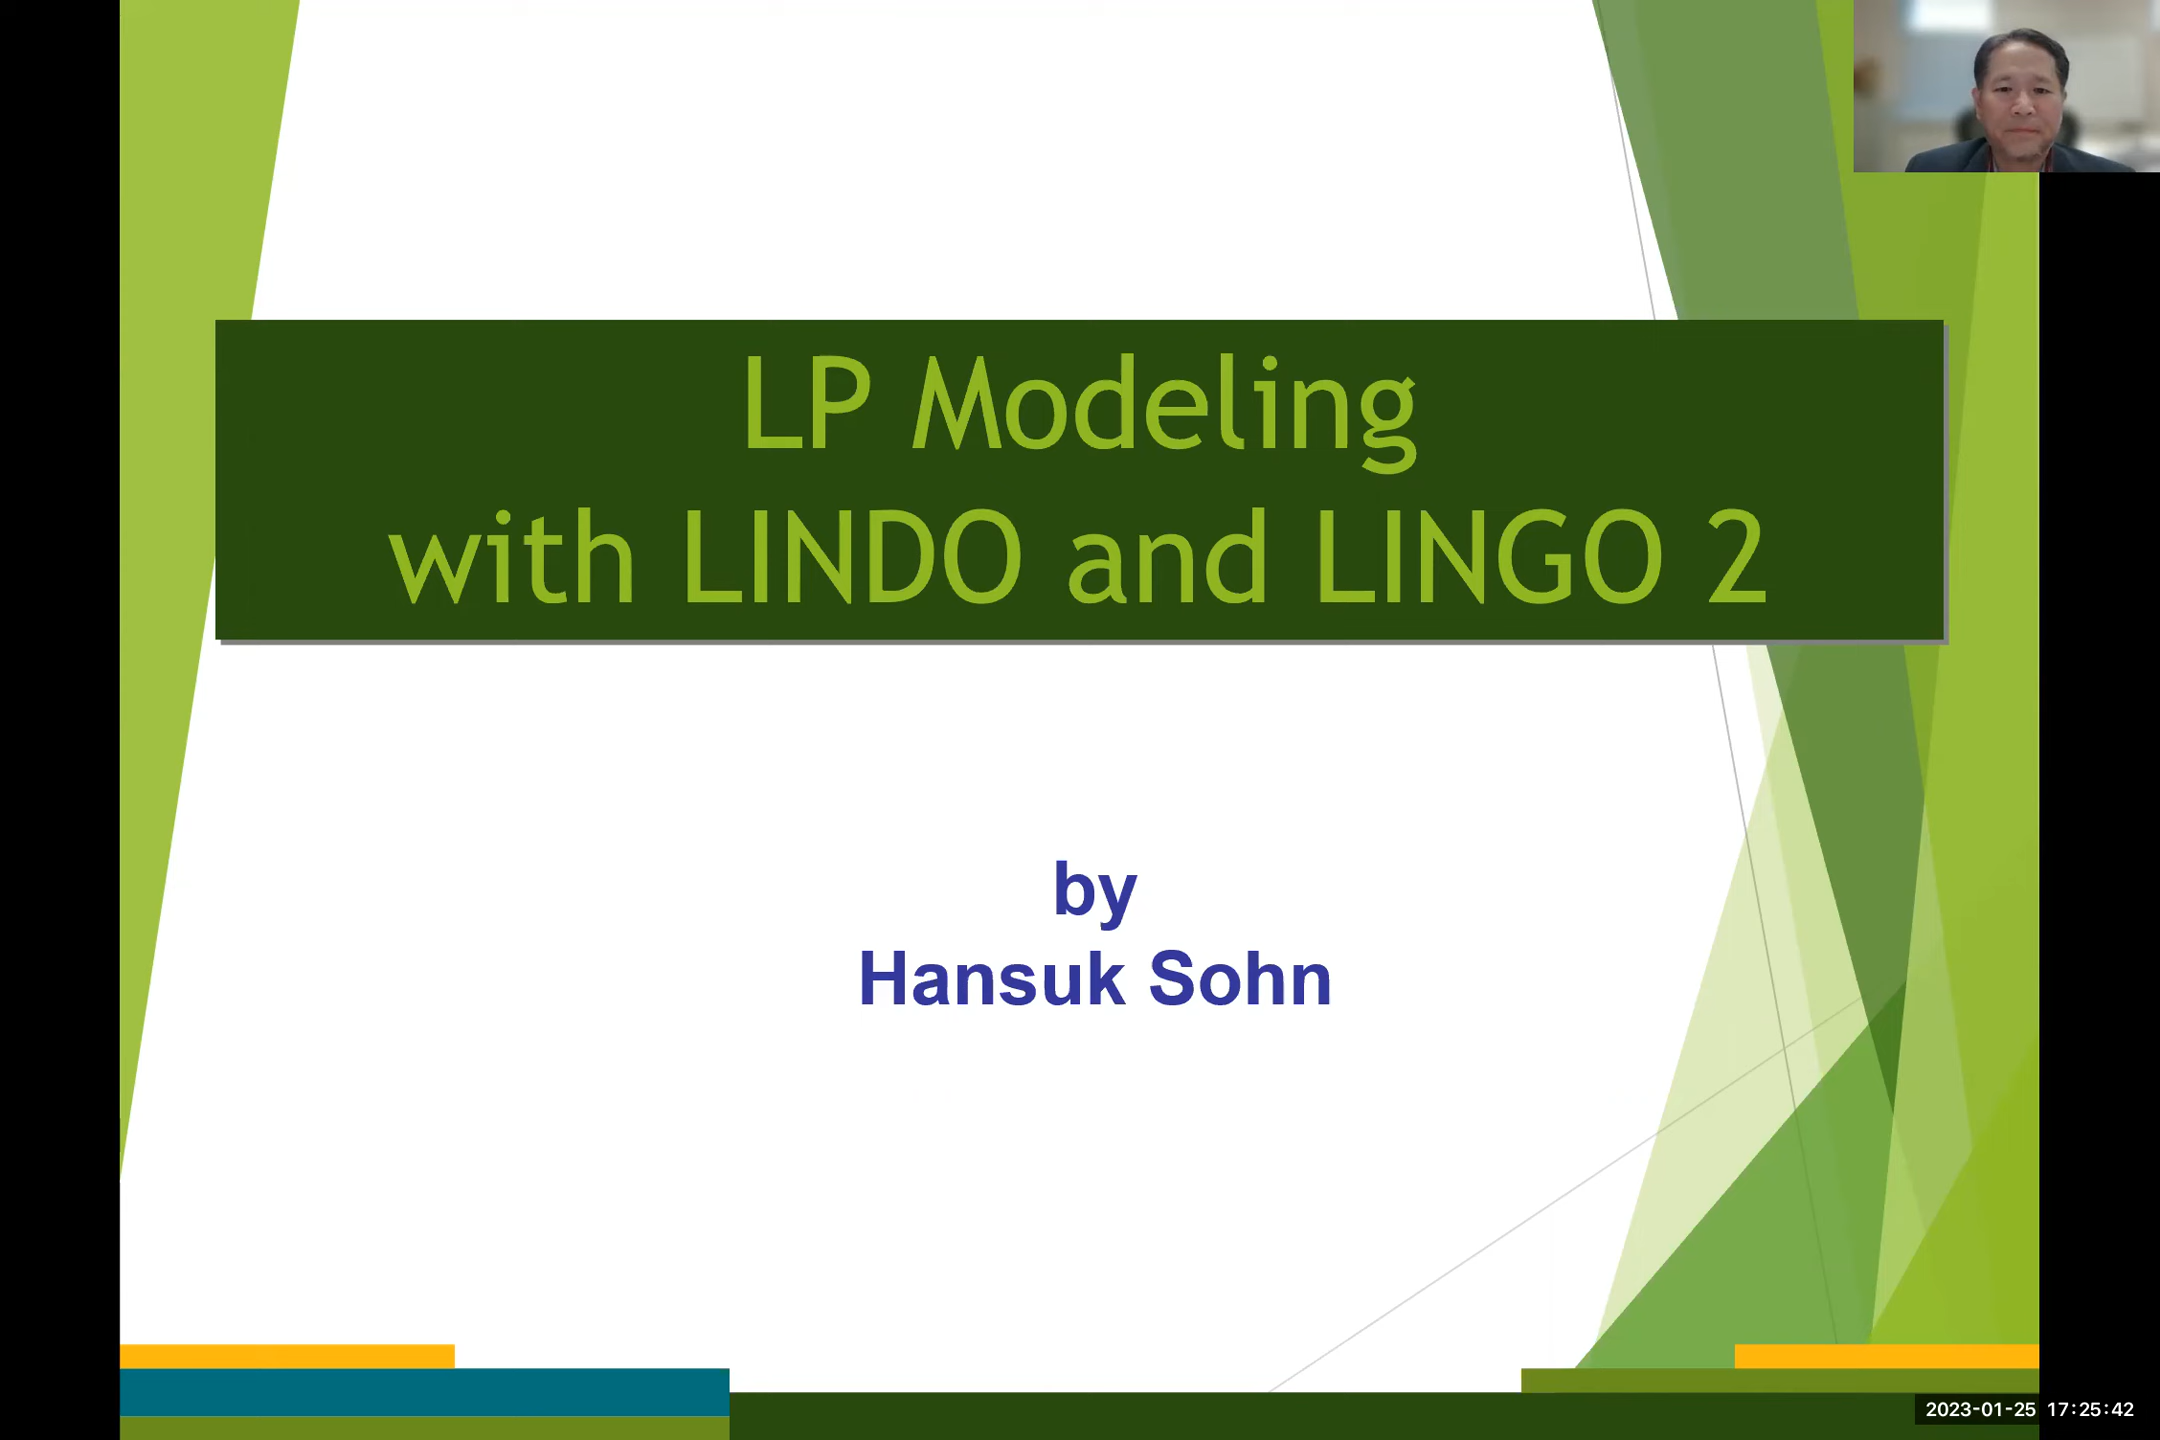 LP Modeling
with LINDO and LINGO 2
by
Hansuk Sohn
2023-01-25 17:25:42